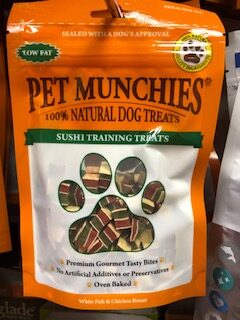 SEALED WITH A DOG'S APPROVAL
LOW FAT
PET MUNCHIES®
100% NATURAL DOG TREATS
SUSHI TRAINING TREATS
Premium Gourmet Tasty Bites
No Artificial Additives or Preservatives
Oven Baked
White Fish & Chicken Breast
glade